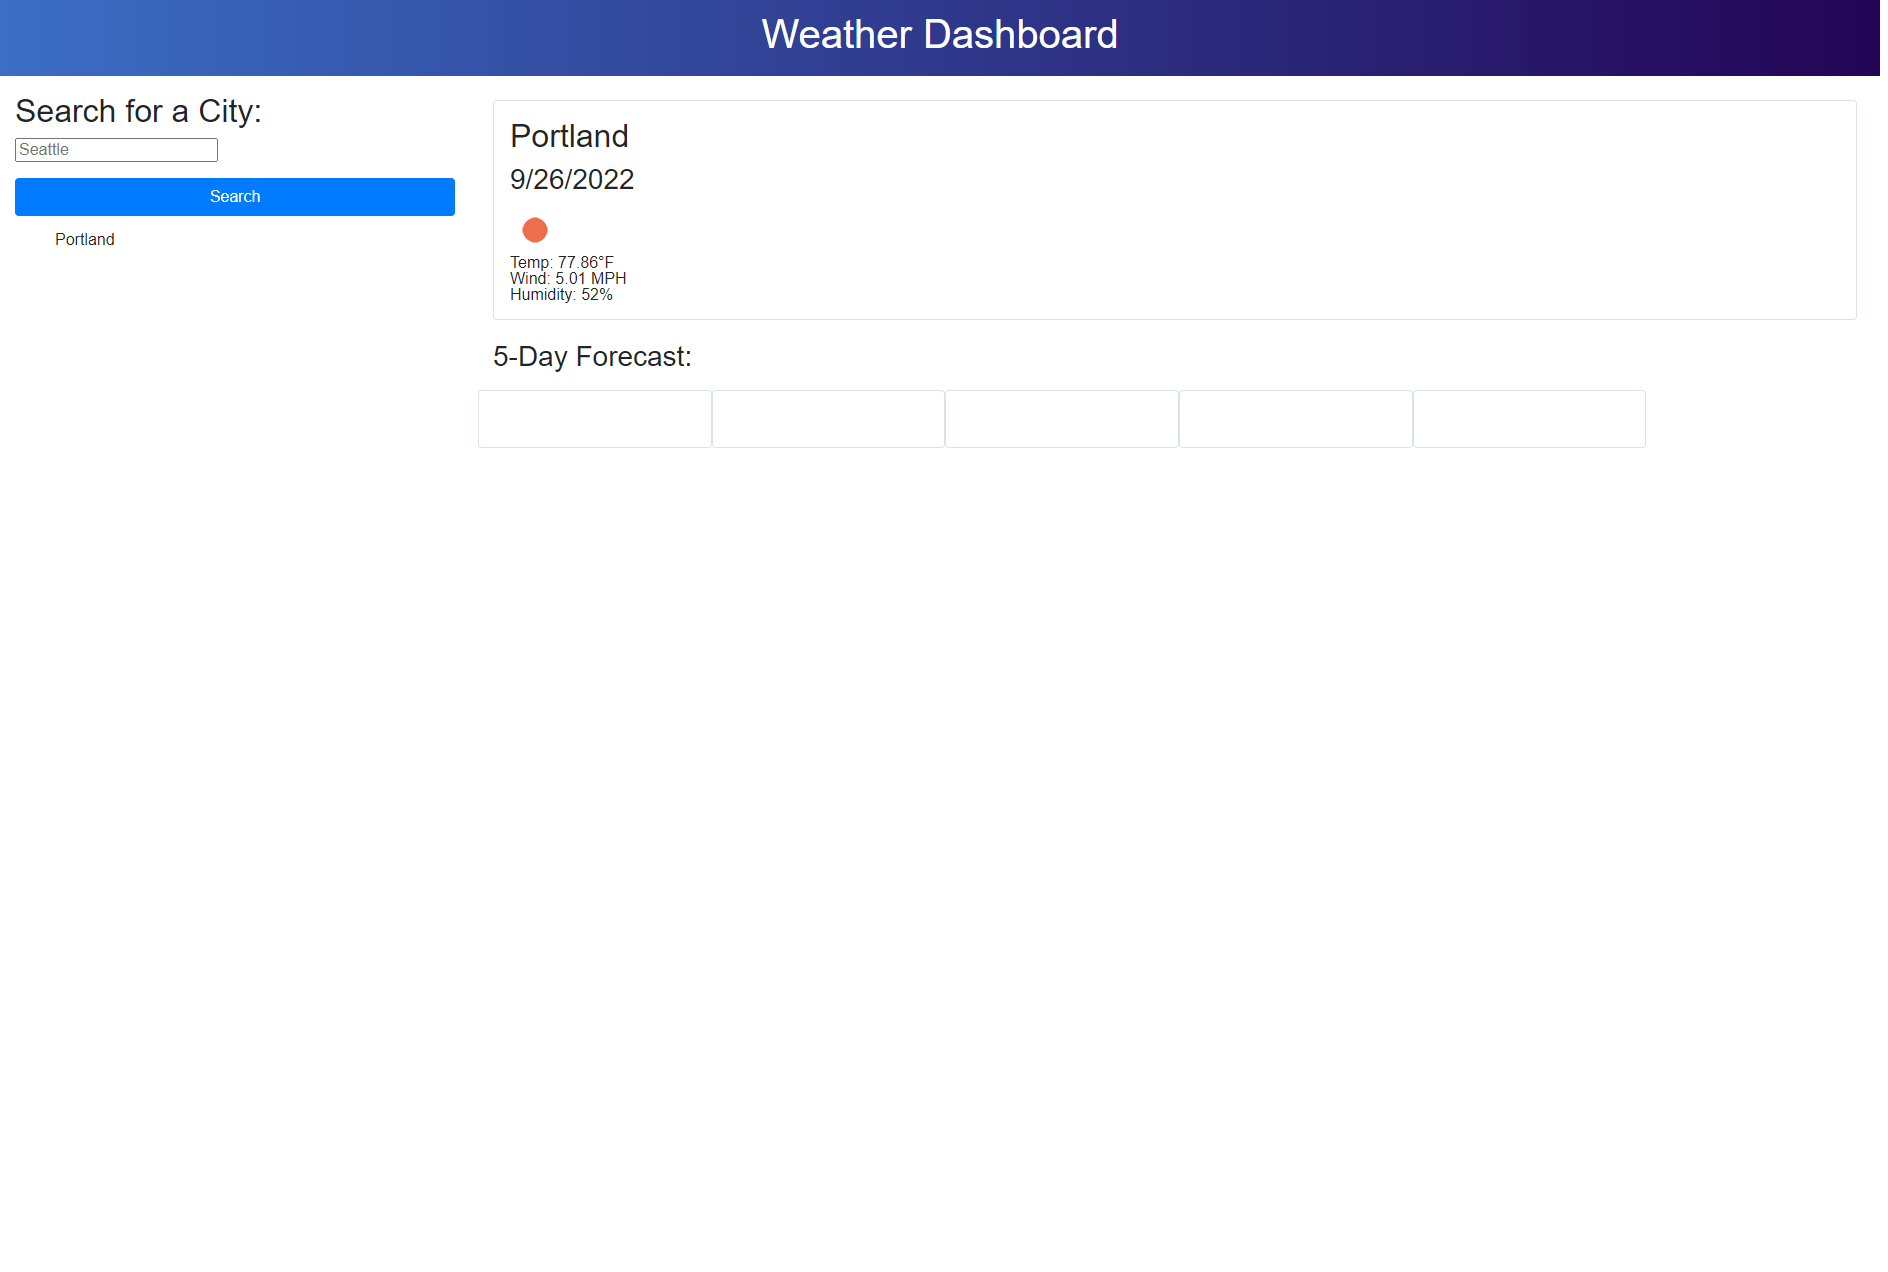 Weather Dashboard
Search for a City:
Seattle
Search
Portland
Portland
9/26/2022
Temp: 77.86°F
Wind: 5.01 MPH
Humidity: 52%
5-Day Forecast: